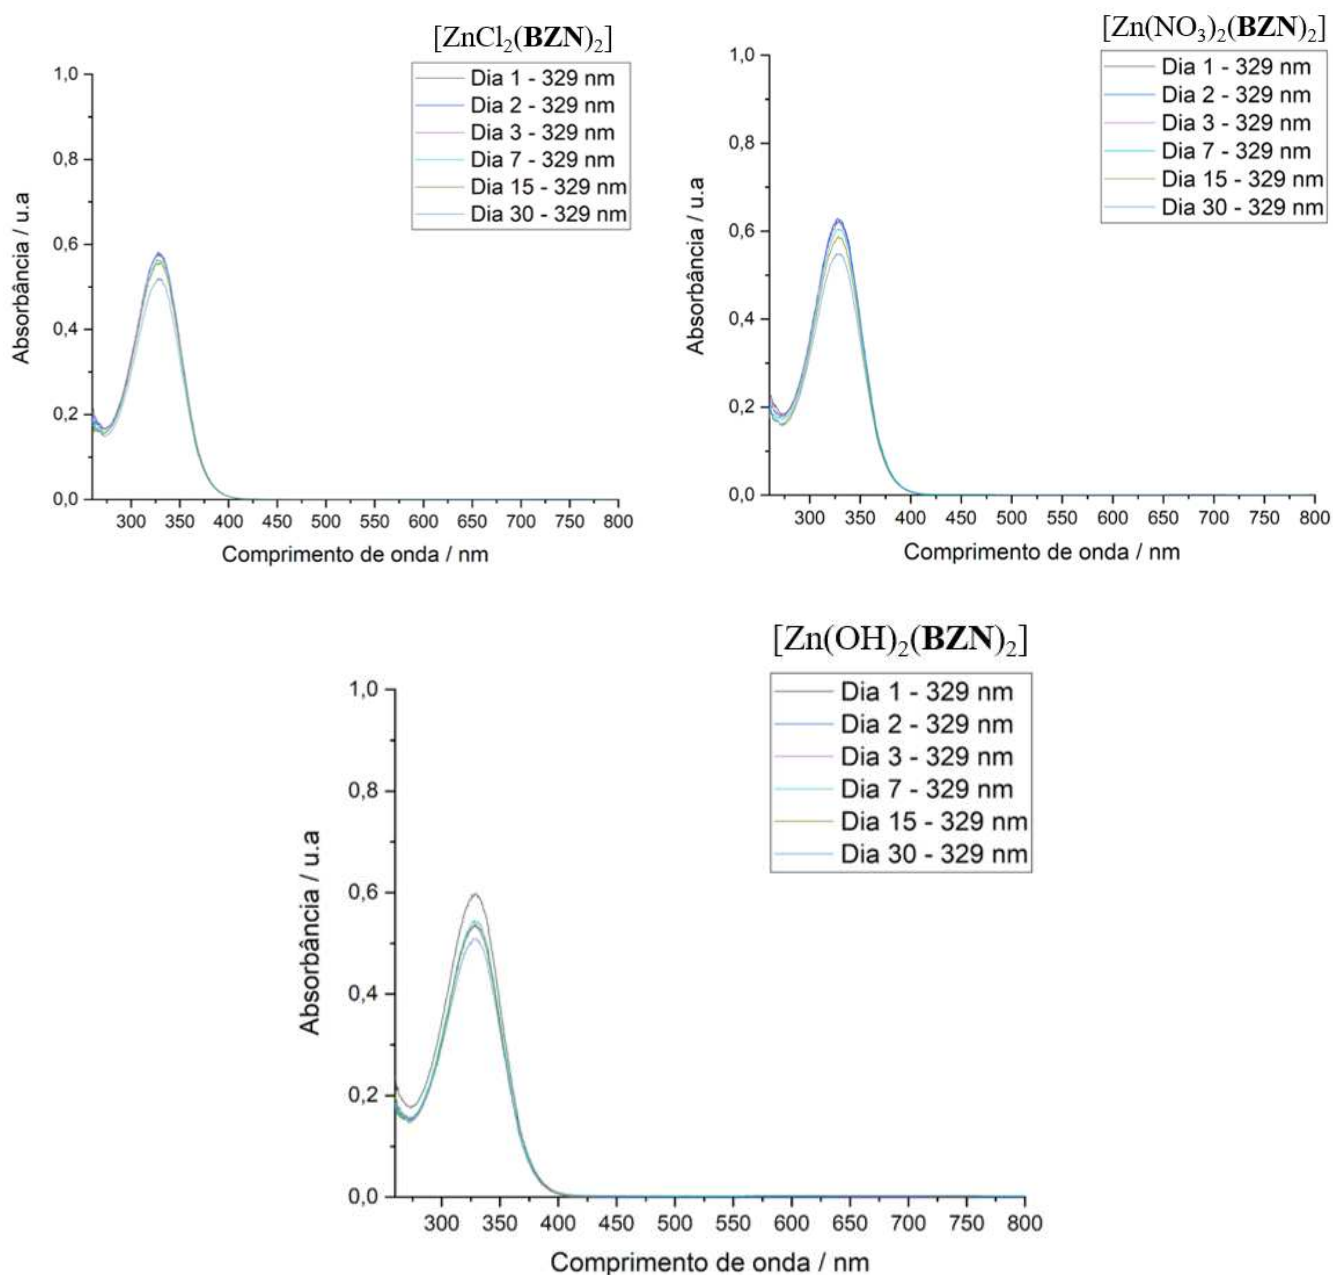 [ZnCl₂(BZN)₂]
Dia 1 - 329 nm
Dia 2 - 329 nm
Dia 3 - 329 nm
Dia 7 - 329 nm
Dia 15 - 329 nm
Dia 30 - 329 nm
1,0
0,8
0,6
0,4
0,2
0,0
Absorbância / u.a
300 350 400 450 500 550 600 650 700 750 800
Comprimento de onda / nm
[Zn(NO₃)₂(BZN)₂]
Dia 1 - 329 nm
Dia 2 - 329 nm
Dia 3 - 329 nm
Dia 7 - 329 nm
Dia 15 - 329 nm
Dia 30 - 329 nm
1,0
0,8
0,6
0,4
0,2
0,0
Absorbância / u.a
300 350 400 450 500 550 600 650 700 750 800
Comprimento de onda / nm
[Zn(OH)₂(BZN)₂]
Dia 1 - 329 nm
Dia 2 - 329 nm
Dia 3 - 329 nm
Dia 7 - 329 nm
Dia 15 - 329 nm
Dia 30 - 329 nm
1,0
0,8
0,6
0,4
0,2
0,0
Absorbância / u.a
300 350 400 450 500 550 600 650 700 750 800
Comprimento de onda / nm